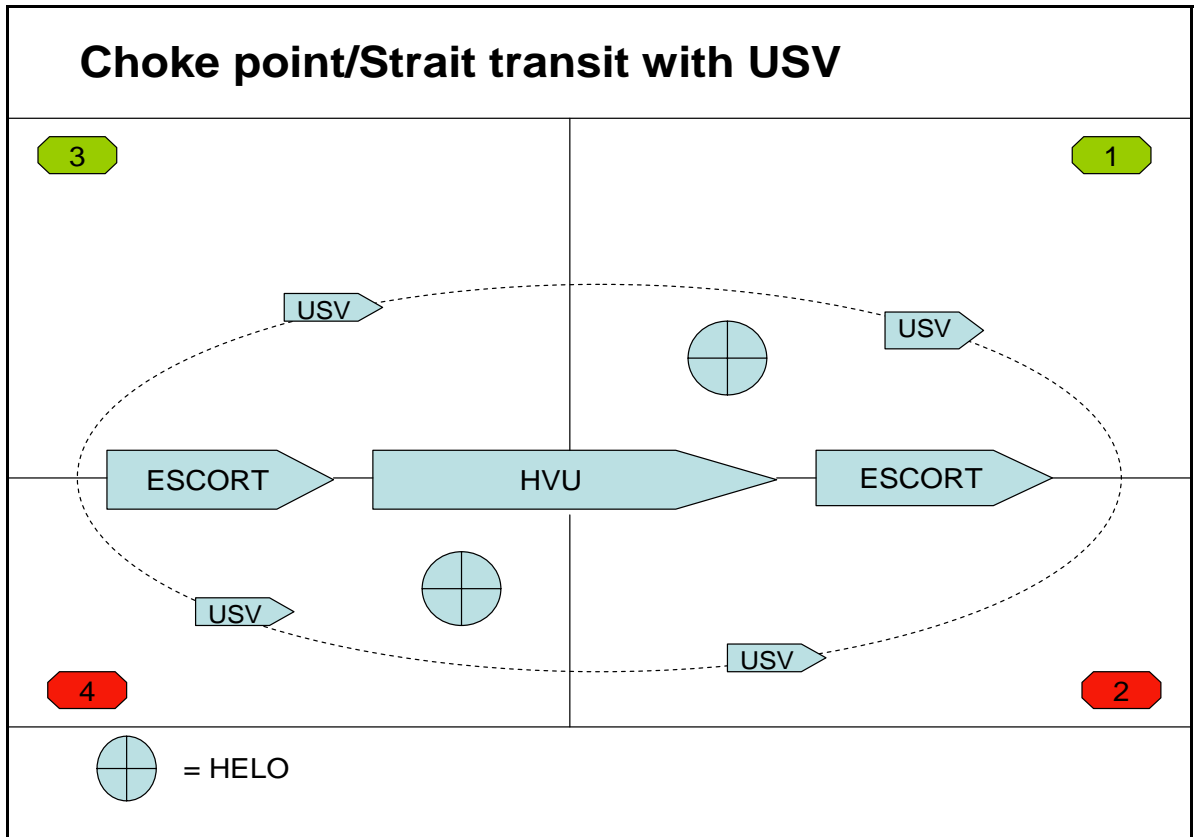 Choke point/Strait transit with USV
3
1
USV
USV
ESCORT
HVU
ESCORT
USV
USV
4
2
= HELO